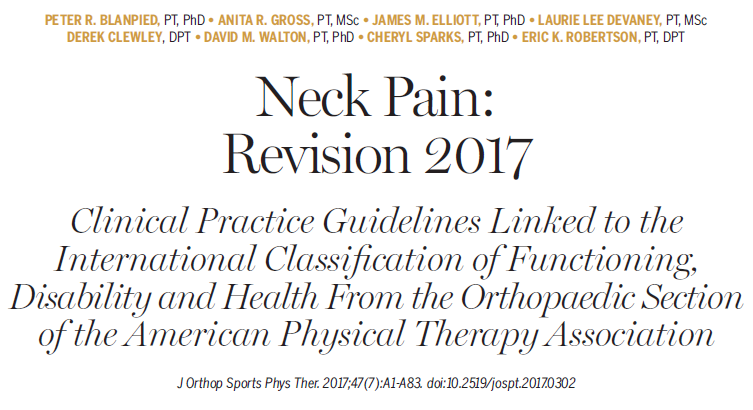 PETER R. BLANPIED, PT, PhD • ANITA R. GROSS, PT, MSc • JAMES M. ELLIOTT, PT, PhD • LAURIE LEE DEVANEY, PT, MSc
DEREK CLEWLEY, DPT • DAVID M. WALTON, PT, PhD • CHERYL SPARKS, PT, PhD • ERIC K. ROBERTSON, PT, DPT
Neck Pain:
Revision 2017
Clinical Practice Guidelines Linked to the
International Classification of Functioning,
Disability and Health From the Orthopaedic Section
of the American Physical Therapy Association
J Orthop Sports Phys Ther. 2017;47(7):A1-A83. doi:10.2519/jospt.2017.0302